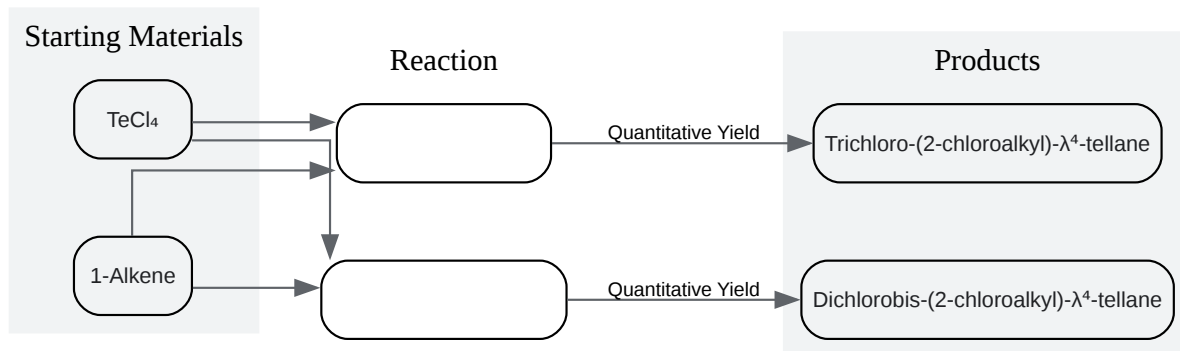 Starting Materials
Reaction
Products
TeCl₄
Quantitative Yield
Trichloro-(2-chloroalkyl)-λ⁴-tellane
1-Alkene
Quantitative Yield
Dichlorobis-(2-chloroalkyl)-λ⁴-tellane